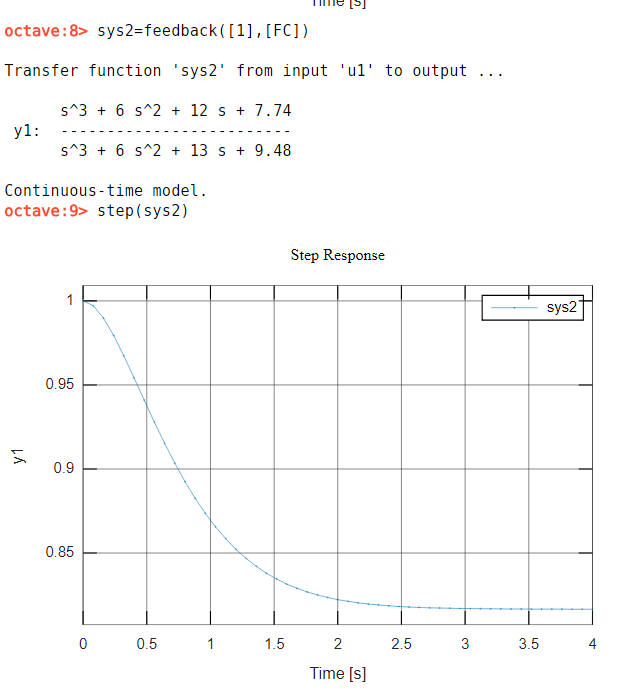 Time [s]
octave:8> sys2=feedback([1],[FC])
Transfer function 'sys2' from input 'u1' to output ...
s^3 + 6 s^2 + 12 s + 7.74
y1: -------------------------
s^3 + 6 s^2 + 13 s + 9.48
Continuous-time model.
octave:9> step(sys2)
Step Response
sys2
1
0.95
0.9
0.85
y1
0 0.5 1 1.5 2 2.5 3 3.5 4
Time [s]